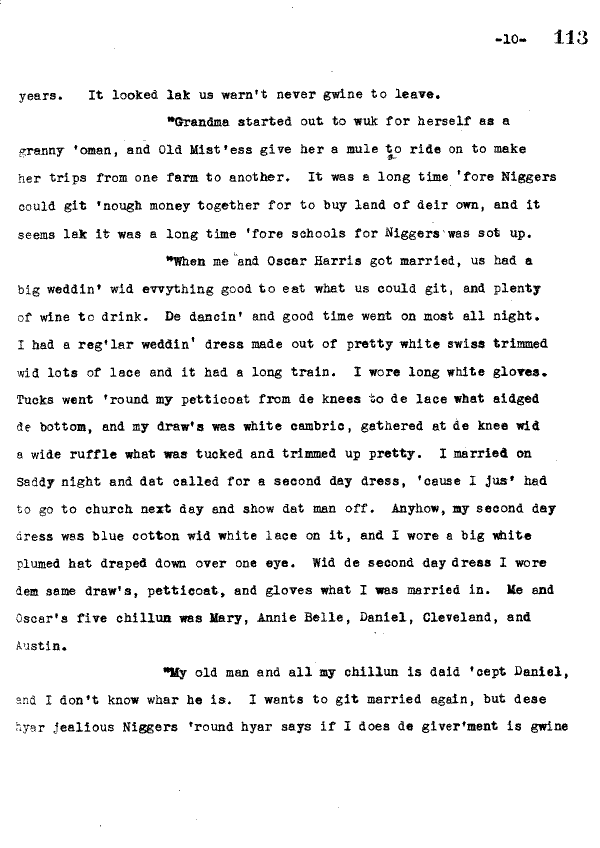 -10- 113
years. It looked lak us warn't never gwine to leave.
"Grandma started out to wuk for herself as a
granny 'oman, and Old Mist'ess give her a mule to ride on to make
her trips from one farm to another. It was a long time 'fore Niggers
could git 'nough money together for to buy land of deir own, and it
seems lak it was a long time 'fore schools for Niggers was sot up.
"When me and Oscar Harris got married, us had a
big weddin' wid evvything good to eat what us could git, and plenty
of wine to drink. De dancin' and good time went on most all night.
I had a reg'lar weddin' dress made out of pretty white swiss trimmed
wid lots of lace and it had a long train. I wore long white gloves.
Tucks went 'round my petticoat from de knees to de lace what aidged
de bottom, and my draw's was white cambric, gathered at de knee wid
a wide ruffle what was tucked and trimmed up pretty. I married on
Saddy night and dat called for a second day dress, 'cause I jus' had
to go to church next day and show dat man off. Anyhow, my second day
dress was blue cotton wid white lace on it, and I wore a big white
plumed hat draped down over one eye. Wid de second day dress I wore
dem same draw's, petticoat, and gloves what I was married in. Me and
Oscar's five chillun was Mary, Annie Belle, Daniel, Cleveland, and
Austin.
"My old man and all my chillun is daid 'cept Daniel,
and I don't know whar he is. I wants to git married again, but dese
hyar jealious Niggers 'round hyar says if I does de giver'ment is gwine